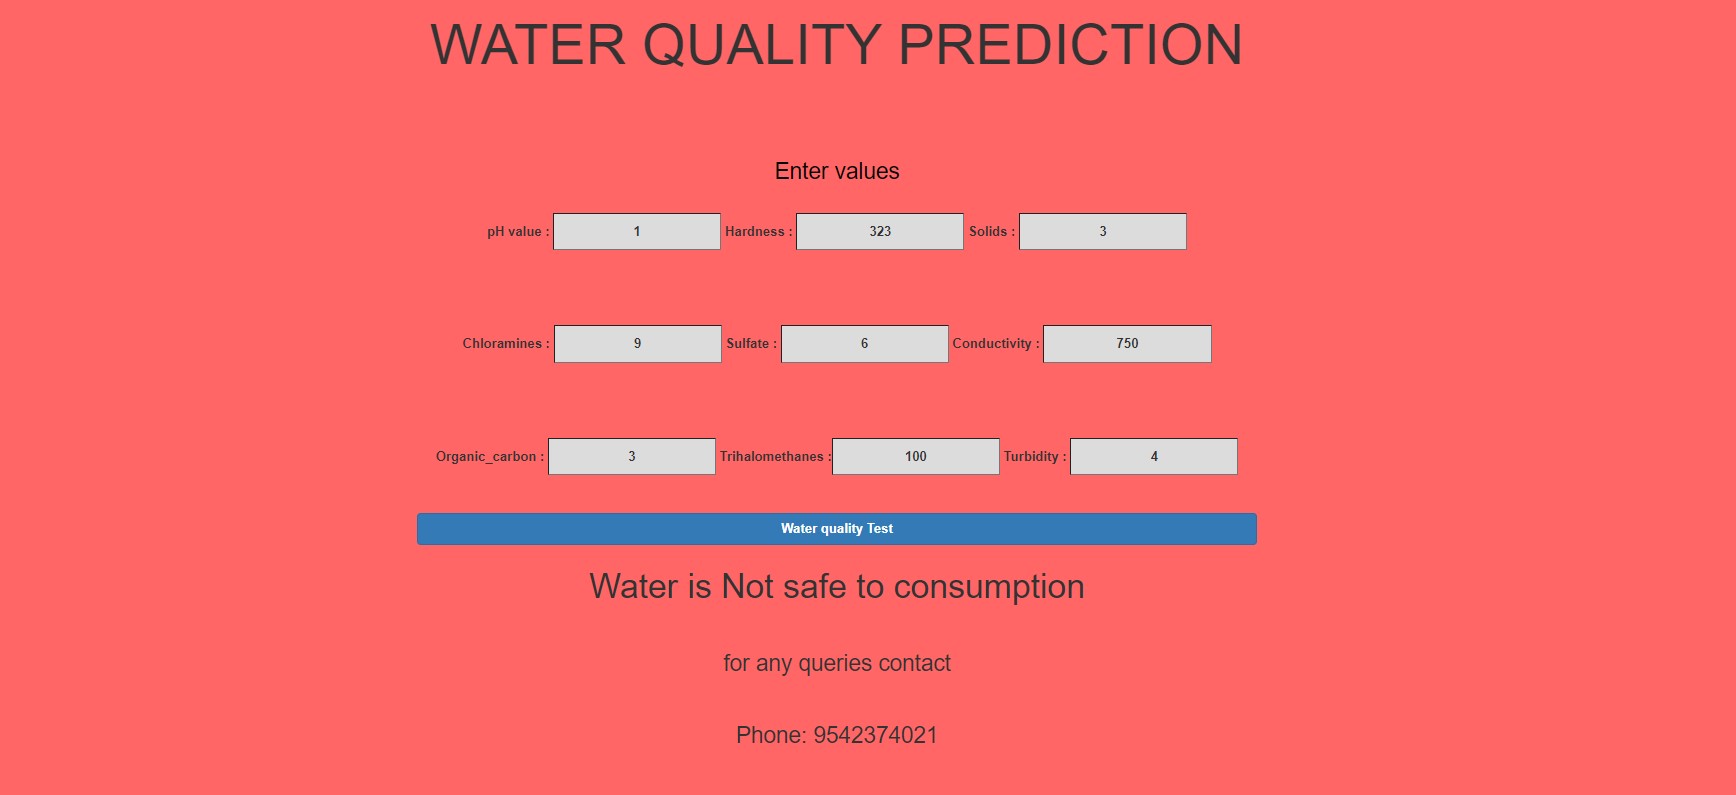 WATER QUALITY PREDICTION
Enter values
pH value : 1 Hardness : 323 Solids : 3
Chloramines : 9 Sulfate : 6 Conductivity : 750
Organic_carbon : 3 Trihalomethanes : 100 Turbidity : 4
Water quality Test
Water is Not safe to consumption
for any queries contact
Phone: 9542374021